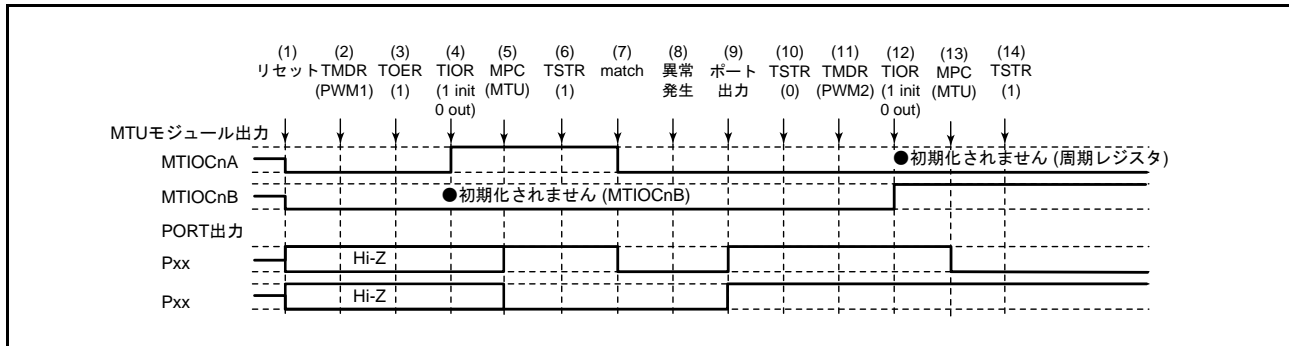 (1) (2) (3) (4) (5) (6) (7) (8) (9) (10) (11) (12) (13) (14)
リセット TMDR TOER TIOR MPC TSTR match 異常 ポート TSTR TMDR TIOR MPC TSTR
(PWM1) (1) (1 init (MTU) (1) 発生 出力 (0) (PWM2) (1 init (MTU) (1)
0 out) 0 out)
MTUモジュール出力
MTIOCnA ●初期化されません (周期レジスタ)
MTIOCnB ●初期化されません (MTIOCnB)
PORT出力
Pxx Hi-Z
Pxx Hi-Z